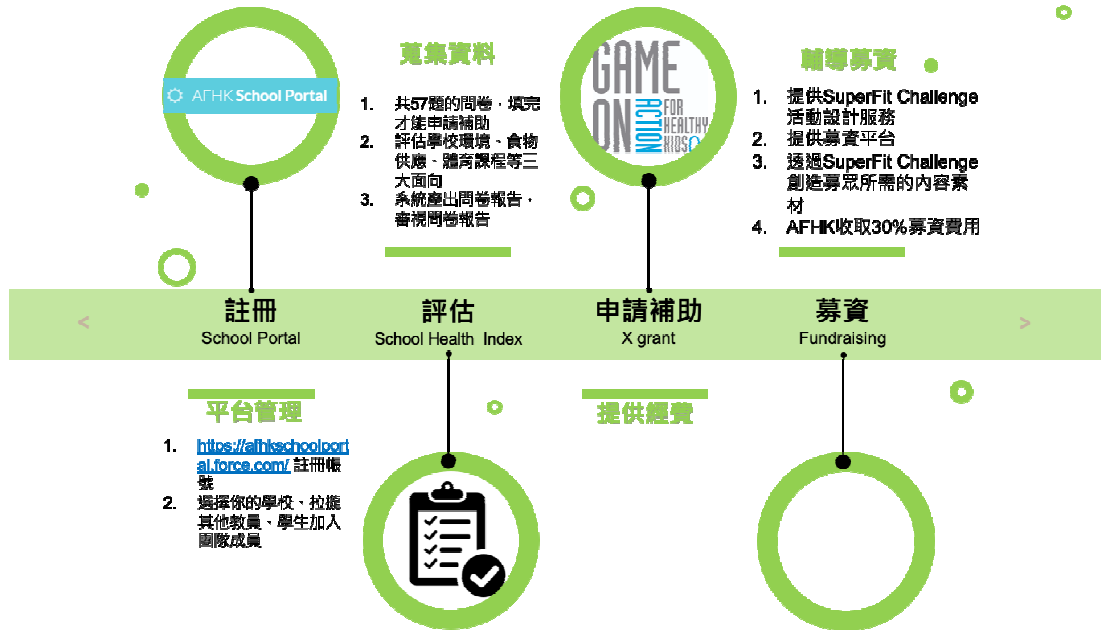 AFHK School Portal
蒐集資料
1. 共57題的問卷，填完
才能申請補助
2. 評估學校環境、食物
供應、體育課程等三
大面向
3. 系統產出問卷報告，
審視問卷報告
GAME
ON
ACTION
FOR
HEALTHY
KIDS
輔導募資
1. 提供SuperFit Challenge
活動設計服務
2. 提供募資平台
3. 透過SuperFit Challenge
創造募眾所需的內容素
材
4. AFHK收取30%募資費用
<
註冊
School Portal
評估
School Health Index
申請補助
X grant
募資
Fundraising
>
平台管理
1. https://afhkschoolport
al.force.com/ 註冊帳
號
2. 選擇你的學校、拉攏
其他教員、學生加入
團隊成員
提供經費